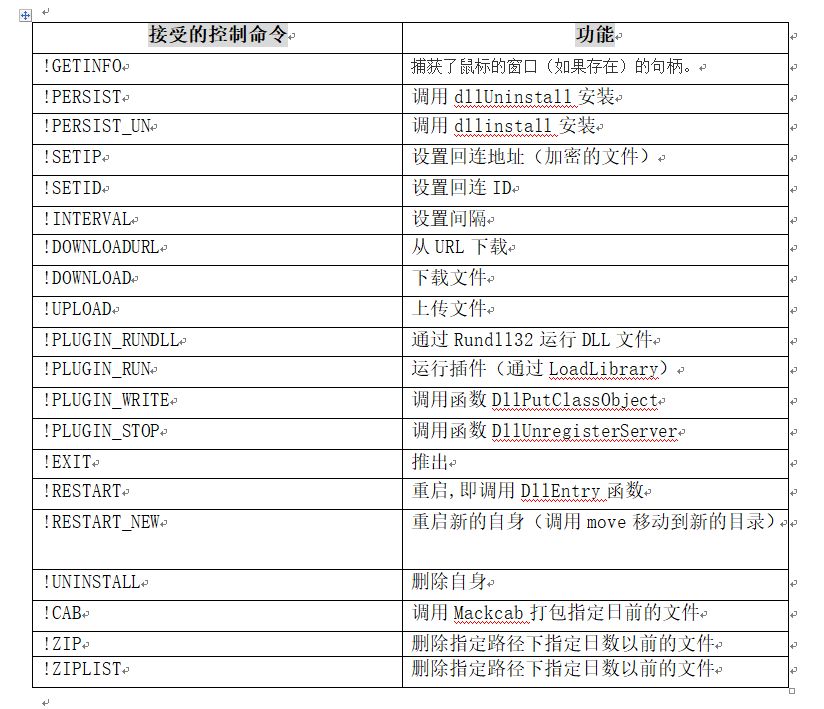 接受的控制命令 功能
!GETINFO 捕获了鼠标的窗口（如果存在）的句柄。
!PERSIST 调用 dllUninstall 安装
!PERSIST_UN 调用 dllinstall 安装
!SETIP 设置回连地址（加密的文件）
!SETID 设置回连 ID
!INTERVAL 设置间隔
!DOWNLOADURL 从 URL 下载
!DOWNLOAD 下载文件
!UPLOAD 上传文件
!PLUGIN_RUNDLL 通过 Rundll32 运行 DLL 文件
!PLUGIN_RUN 运行插件（通过 LoadLibrary）
!PLUGIN_WRITE 调用函数 DllPutClassObject
!PLUGIN_STOP 调用函数 DllUnregisterServer
!EXIT 推出
!RESTART 重启,即调用 DllEntry 函数
!RESTART_NEW 重启新的自身（调用 move 移动到新的目录）
!UNINSTALL 删除自身
!CAB 调用 Mackcab 打包指定日前的文件
!ZIP 删除指定路径下指定日数以前的文件
!ZIPLIST 删除指定路径下指定日数以前的文件